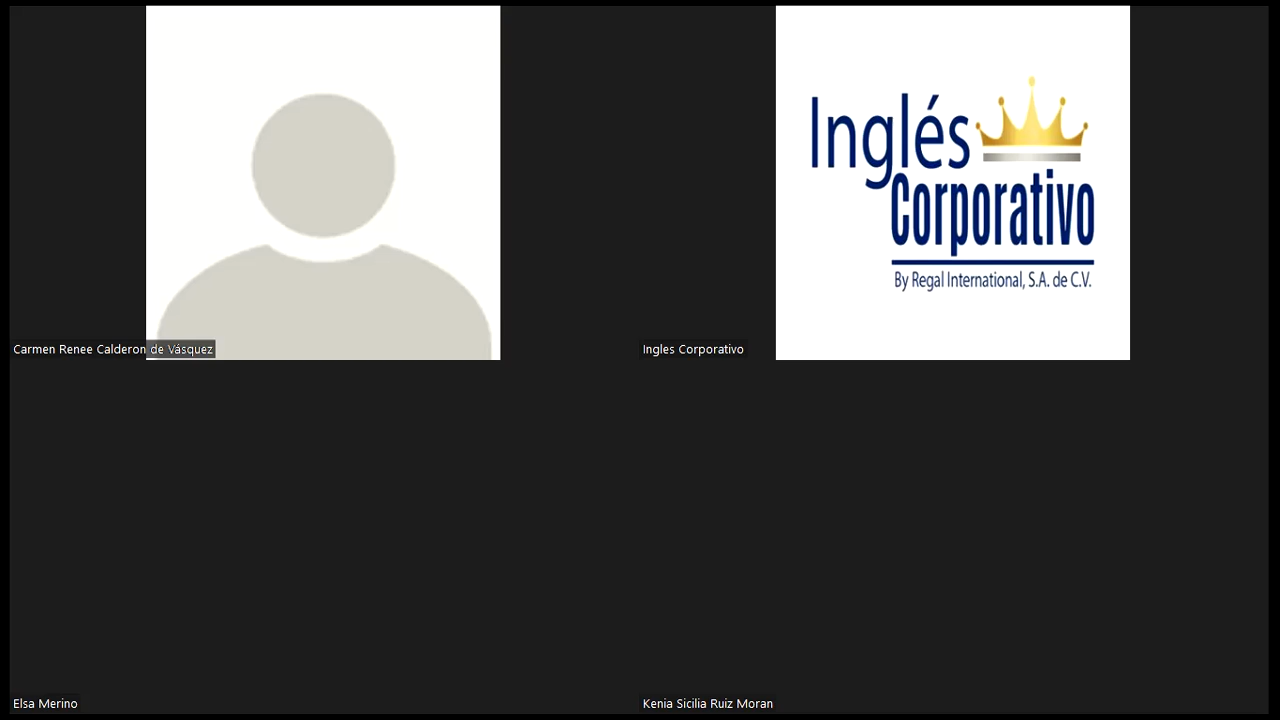 Inglés
Corporativo
By Regal International, S.A. de C.V.
Carmen Renee Calderon de Vásquez
Ingles Corporativo
Elsa Merino
Kenia Sicilia Ruiz Moran